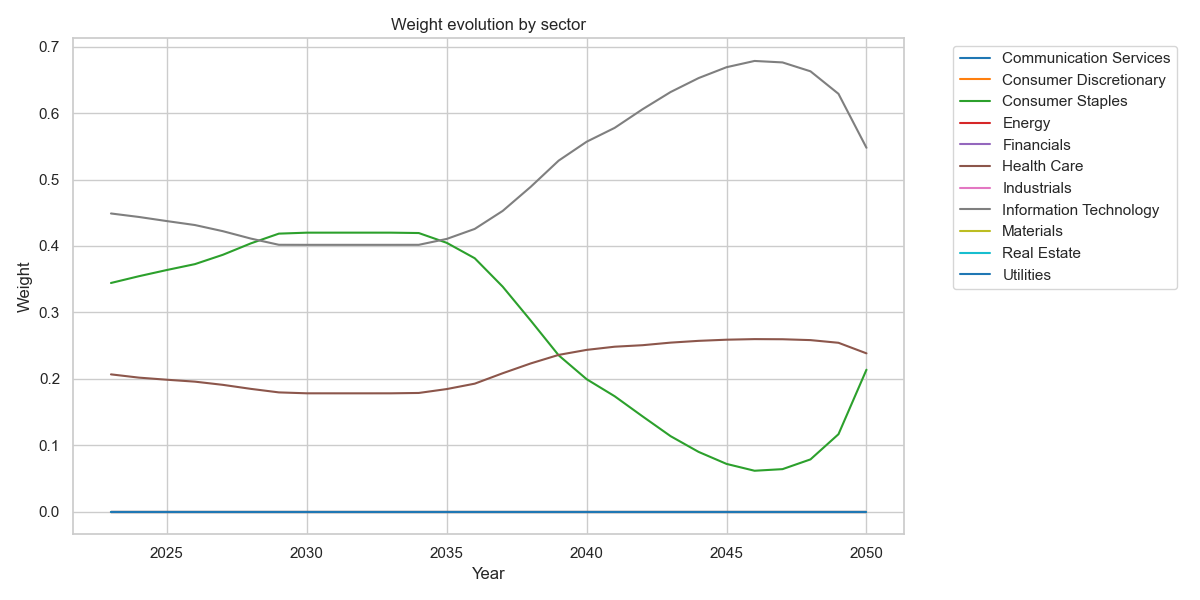 Weight evolution by sector
0.7
0.6
0.5
0.4
0.3
0.2
0.1
0.0
Weight
2025 2030 2035 2040 2045 2050
Year
Communication Services
Consumer Discretionary
Consumer Staples
Energy
Financials
Health Care
Industrials
Information Technology
Materials
Real Estate
Utilities